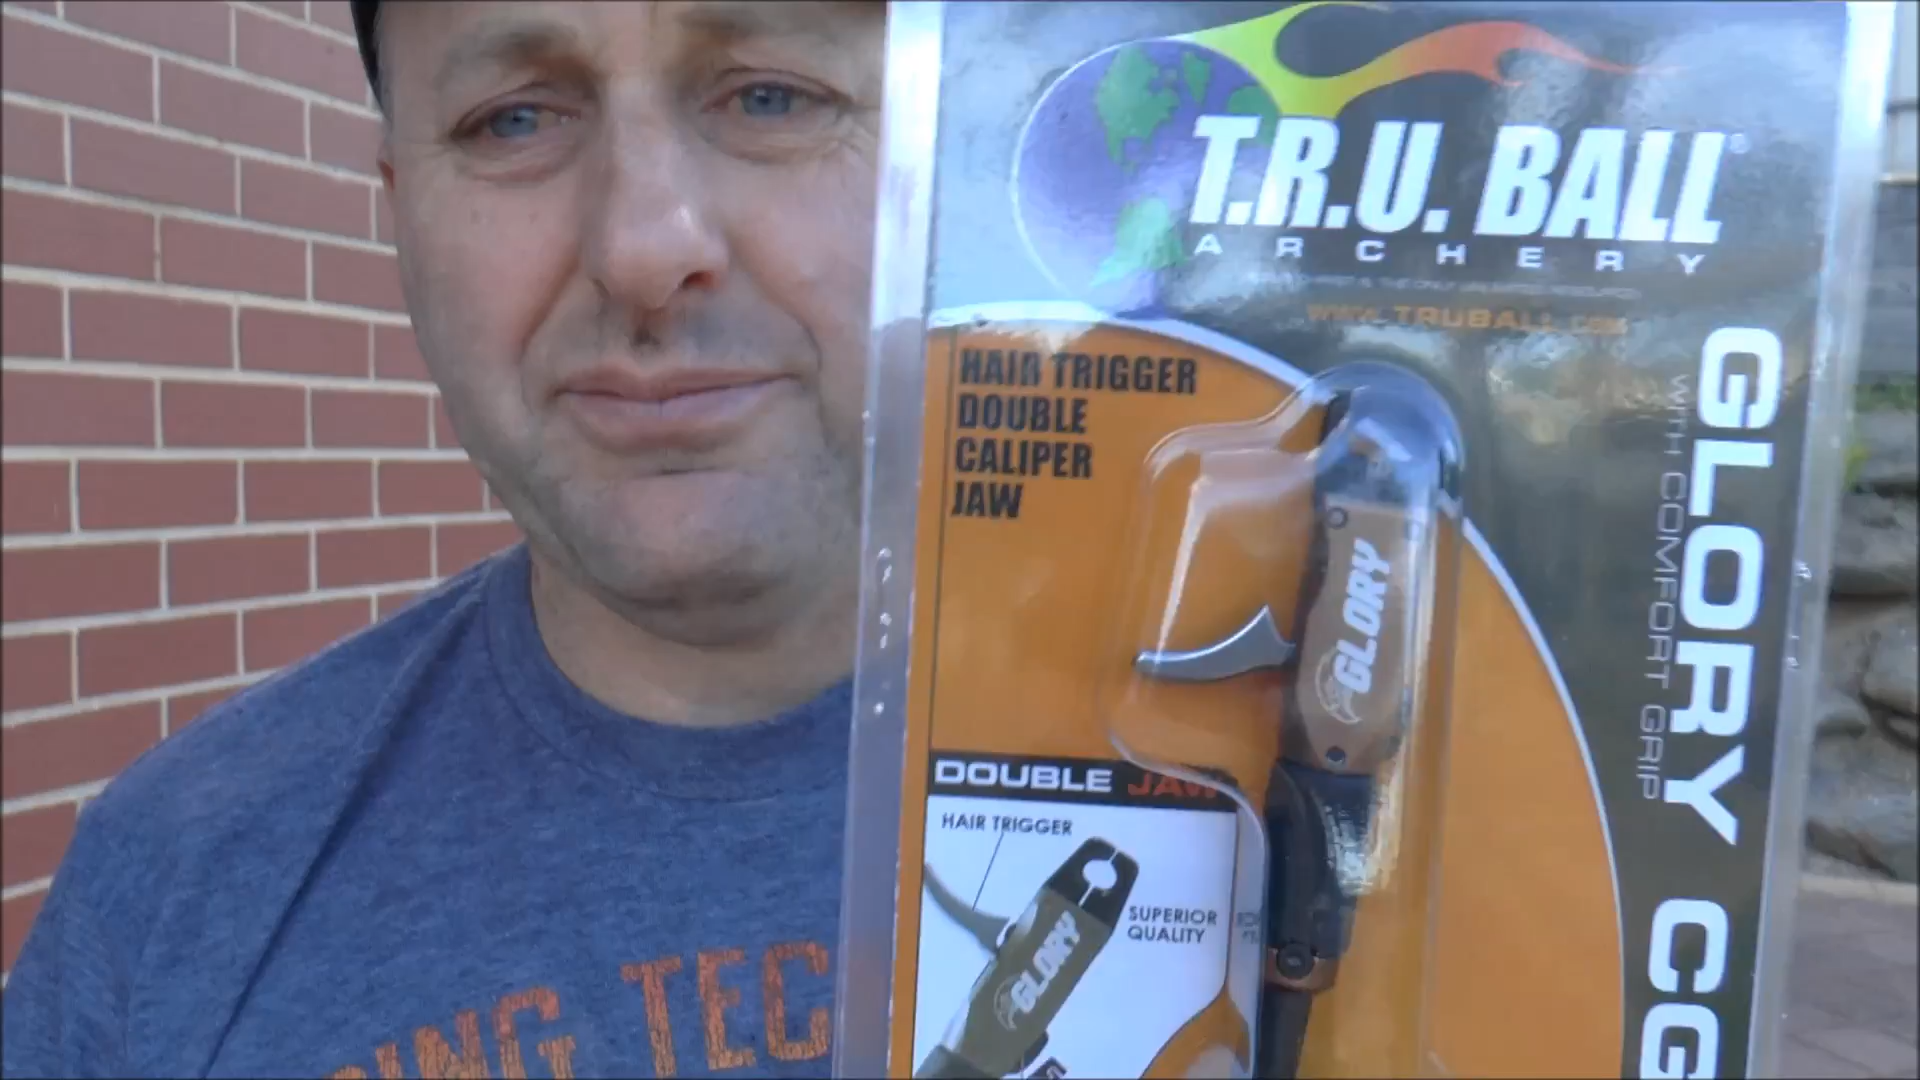 T.R.U. BALL®
ARCHERY
WWW.TRUBALL.COM
HAIR TRIGGER
DOUBLE
CALIPER
JAW
GLORY CG
WITH COMFORT GRIP
GLORY
DOUBLE JAW
HAIR TRIGGER
SUPERIOR
QUALITY
GLORY
ING TEC